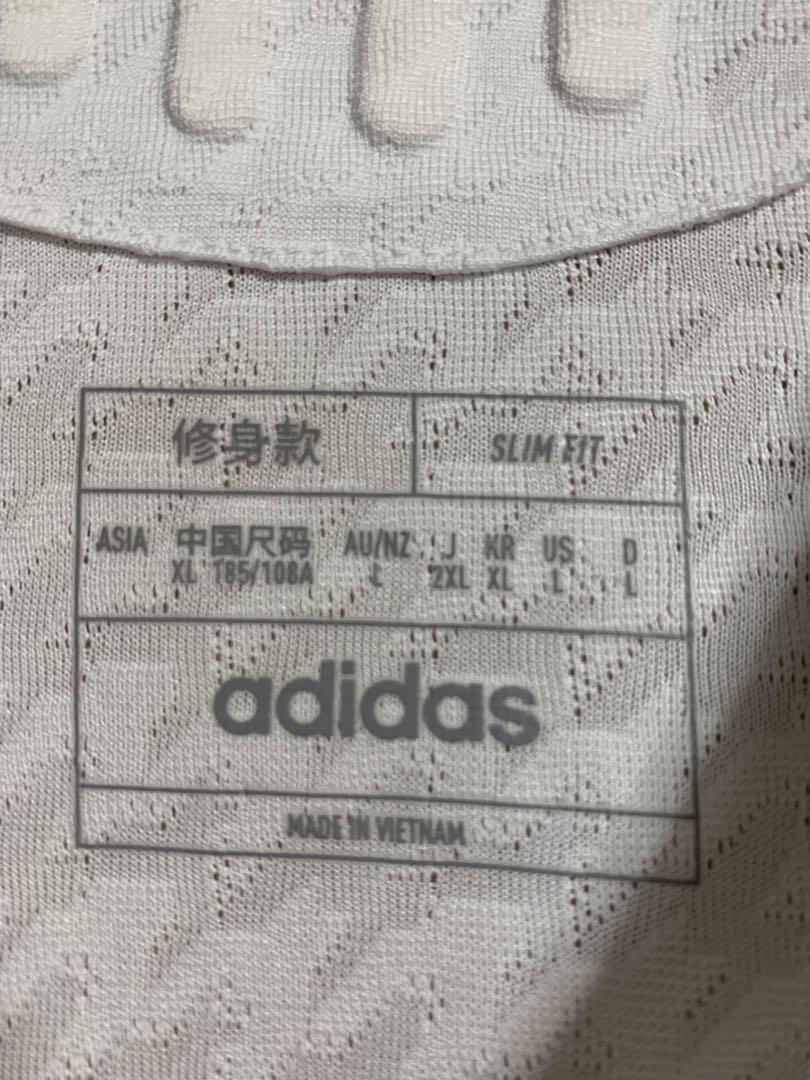 修身款 SLIM FIT
ASIA 中国尺码 AU/NZ J KR US D
XL 185/108A L 2XL XL L L
adidas
MADE IN VIETNAM